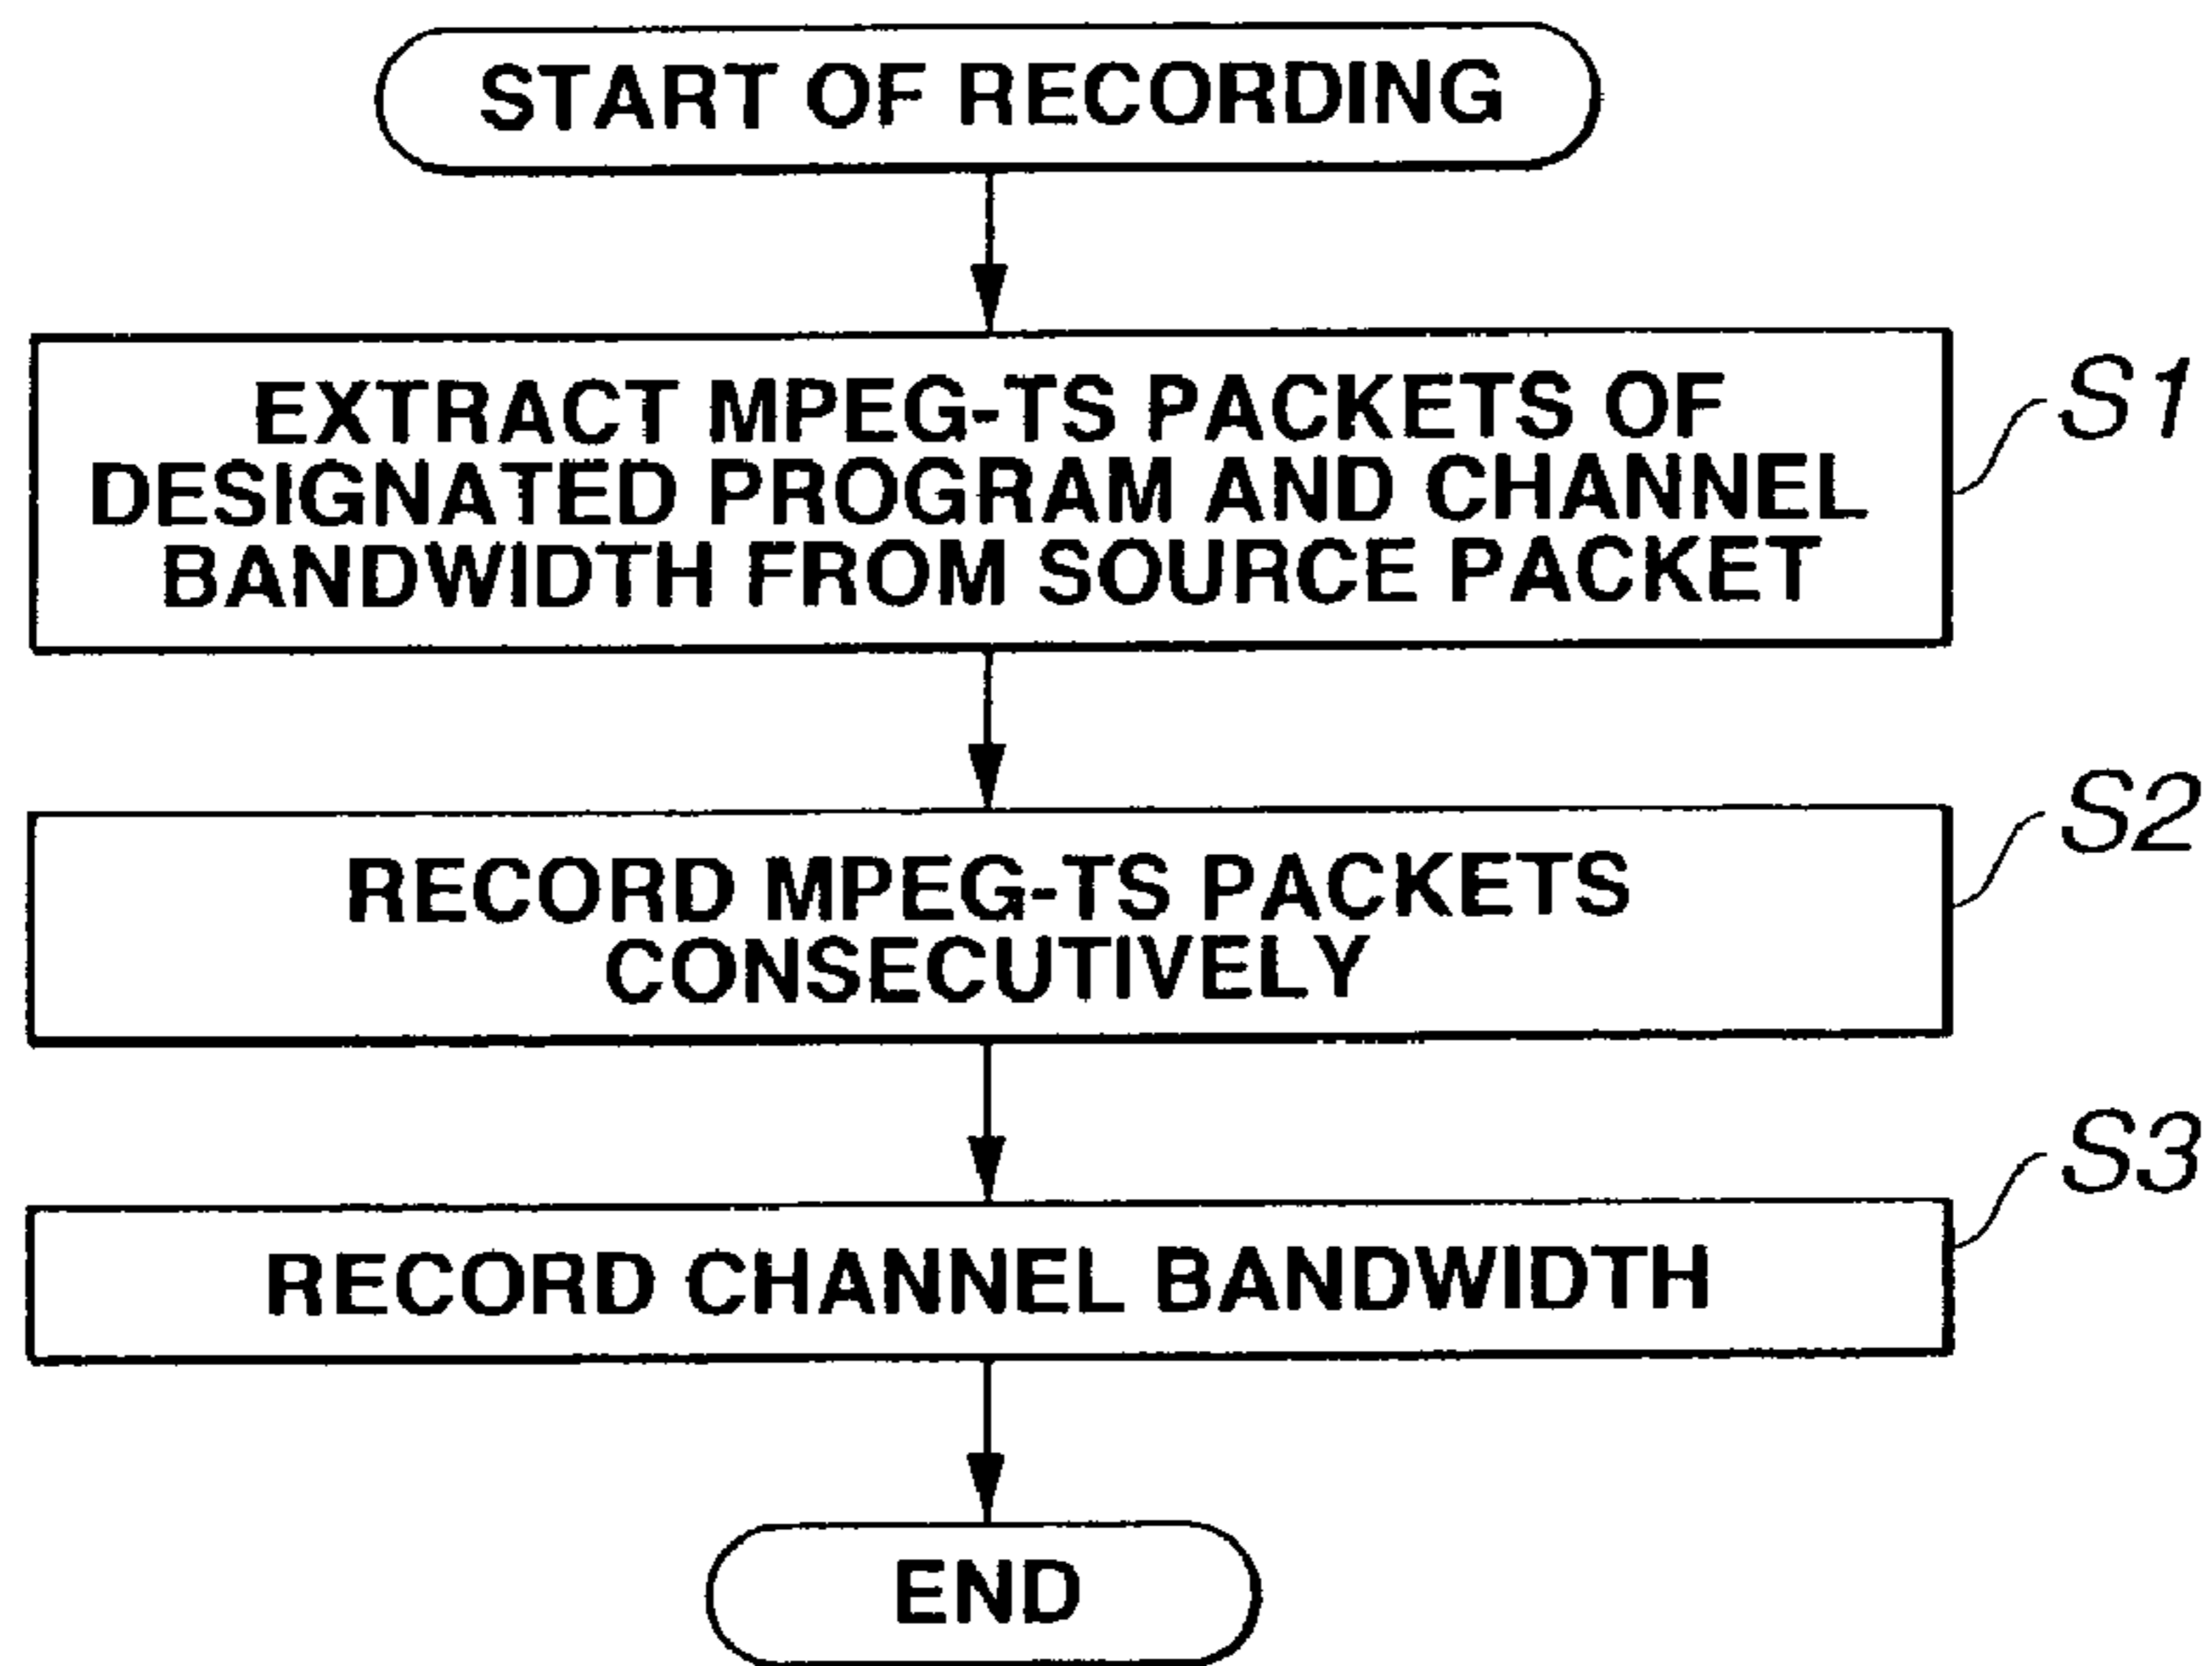 START OF RECORDING
EXTRACT MPEG-TS PACKETS OF
DESIGNATED PROGRAM AND CHANNEL
BANDWIDTH FROM SOURCE PACKET
S1
RECORD MPEG-TS PACKETS
CONSECUTIVELY
S2
RECORD CHANNEL BANDWIDTH
S3
END